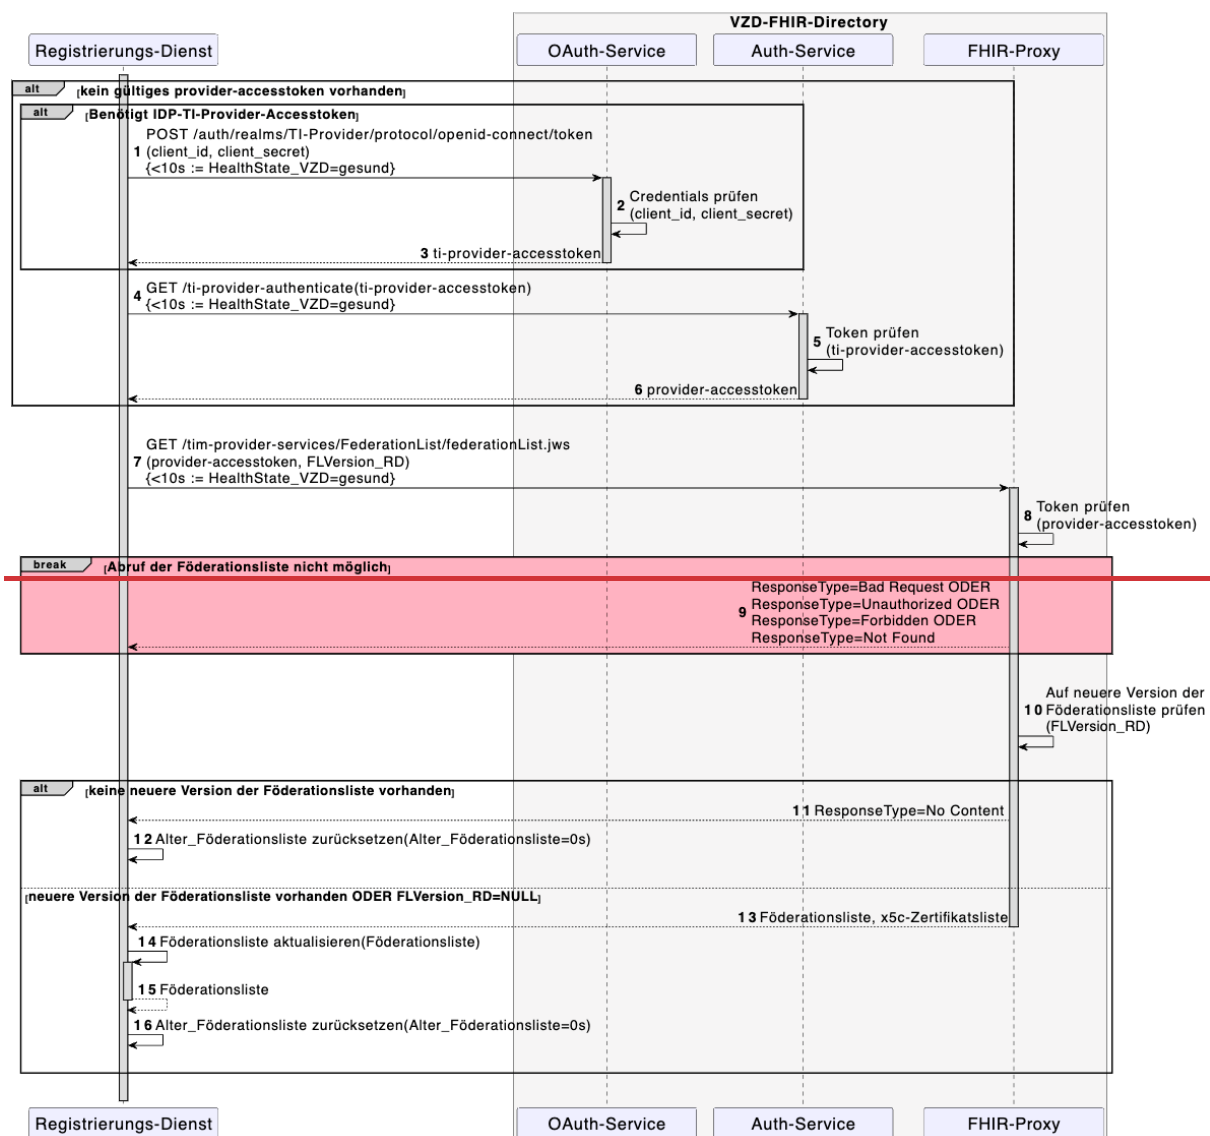 VZD-FHIR-Directory
Registrierungs-Dienst
OAuth-Service
Auth-Service
FHIR-Proxy
alt
[kein gültiges provider-accesstoken vorhanden]
alt
[Benötigt IDP-TI-Provider-Accesstoken]
POST /auth/realms/TI-Provider/protocol/openid-connect/token
1 (client_id, client_secret)
{<10s := HealthState_VZD=gesund}
Credentials prüfen
2 (client_id, client_secret)
3 ti-provider-accesstoken
GET /ti-provider-authenticate(ti-provider-accesstoken)
4 {<10s := HealthState_VZD=gesund}
Token prüfen
5 (ti-provider-accesstoken)
6 provider-accesstoken
GET /tim-provider-services/FederationList/federationList.jws
7 (provider-accesstoken, FLVersion_RD)
{<10s := HealthState_VZD=gesund}
Token prüfen
8 (provider-accesstoken)
break
[Abruf der Föderationsliste nicht möglich]
ResponseType=Bad Request ODER
9 ResponseType=Unauthorized ODER
ResponseType=Forbidden ODER
ResponseType=Not Found
Auf neuere Version der
10 Föderationsliste prüfen
(FLVersion_RD)
alt
[keine neuere Version der Föderationsliste vorhanden]
11 ResponseType=No Content
12 Alter_Föderationsliste zurücksetzen(Alter_Föderationsliste=0s)
[neuere Version der Föderationsliste vorhanden ODER FLVersion_RD=NULL]
13 Föderationsliste, x5c-Zertifikatsliste
14 Föderationsliste aktualisieren(Föderationsliste)
15 Föderationsliste
16 Alter_Föderationsliste zurücksetzen(Alter_Föderationsliste=0s)
Registrierungs-Dienst
OAuth-Service
Auth-Service
FHIR-Proxy